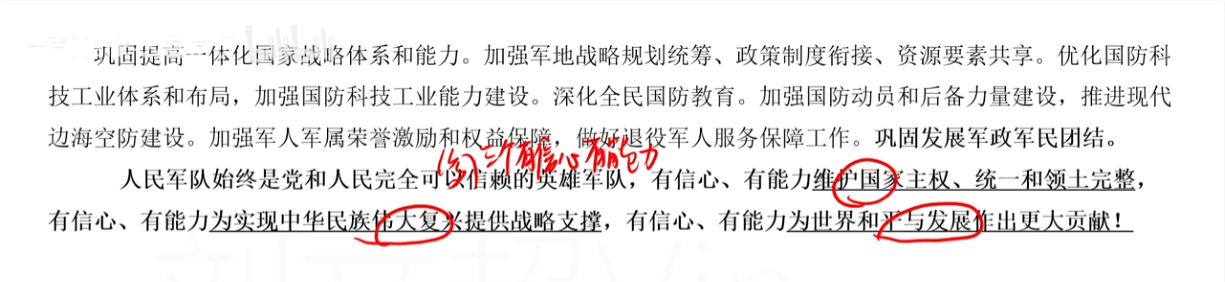 巩固提高一体化国家战略体系和能力。加强军地战略规划统筹、政策制度衔接、资源要素共享。优化国防科
技工业体系和布局，加强国防科技工业能力建设。深化全民国防教育。加强国防动员和后备力量建设，推进现代
边海空防建设。加强军人军属荣誉激励和权益保障，做好退役军人服务保障工作。巩固发展军政军民团结。
三个有信心有能力
人民军队始终是党和人民完全可以信赖的英雄军队，有信心、有能力维护国家主权、统一和领土完整，
有信心、有能力为实现中华民族伟大复兴提供战略支撑，有信心、有能力为世界和平与发展作出更大贡献！